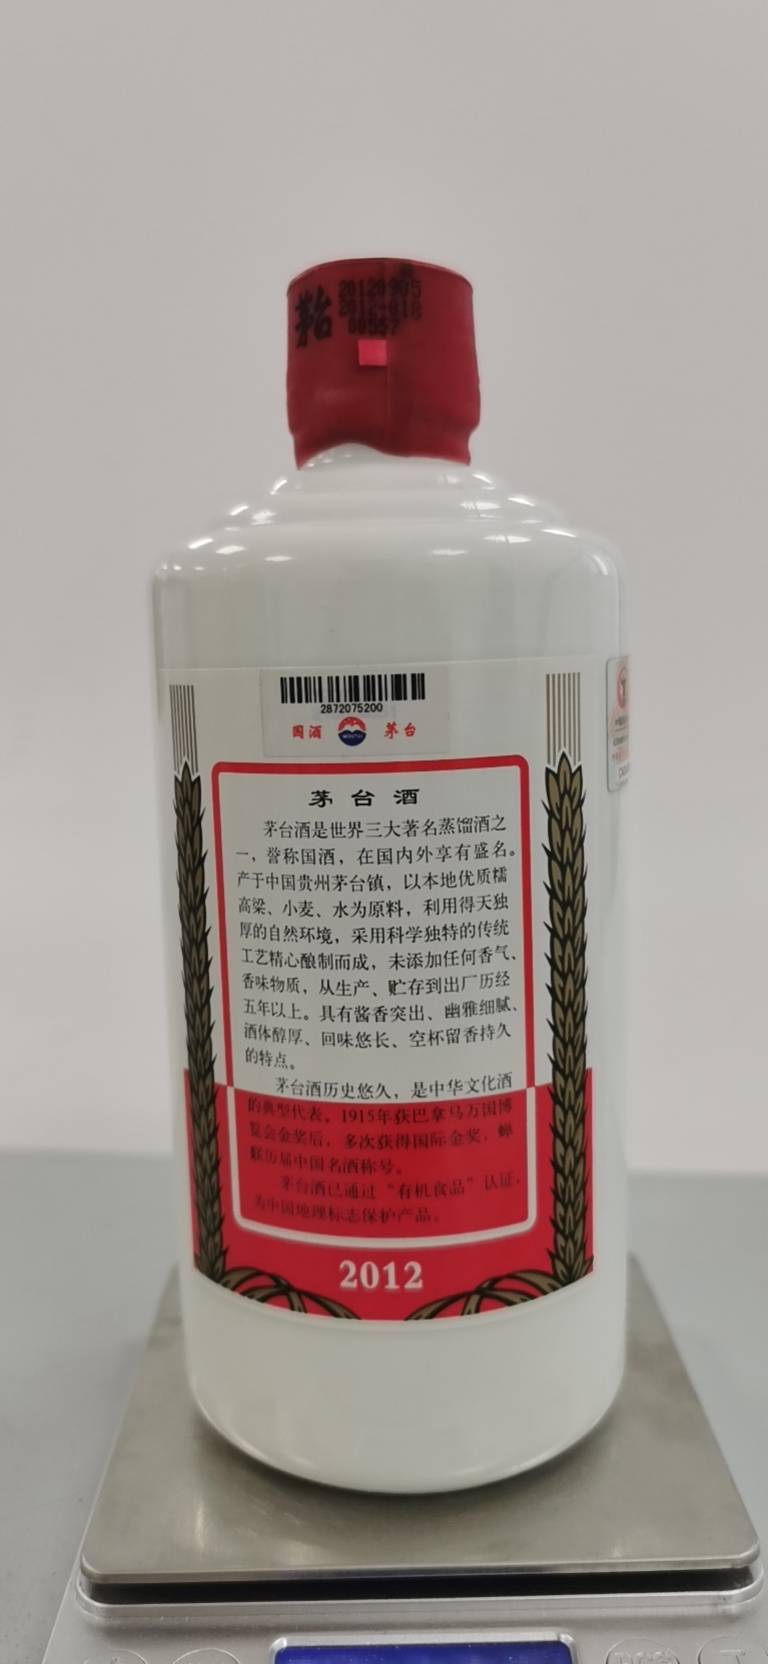 茅台
20120905
2012-018
00557
2872075200
国酒
茅台
茅台酒
茅台酒是世界三大著名蒸馏酒之
一，誉称国酒，在国内外享有盛名。
产于中国贵州茅台镇，以本地优质糯
高粱、小麦、水为原料，利用得天独
厚的自然环境，采用科学独特的传统
工艺精心酿制而成，未添加任何香气、
香味物质，从生产、贮存到出厂历经
五年以上。具有酱香突出、幽雅细腻、
酒体醇厚、回味悠长、空杯留香持久
的特点。
茅台酒历史悠久，是中华文化酒
的典型代表，1915年获巴拿马万国博
览会金奖后，多次获得国际金奖，蝉
联历届中国名酒称号。
茅台酒已通过“有机食品”认证，
为中国地理标志保护产品。
2012